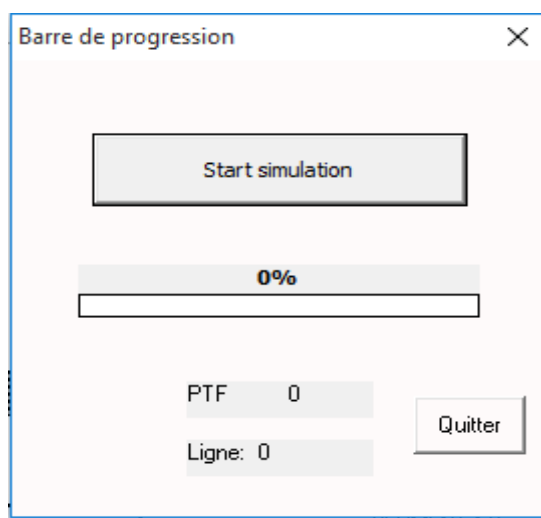 Barre de progression
Start simulation
0%
PTF 0
Quitter
Ligne: 0